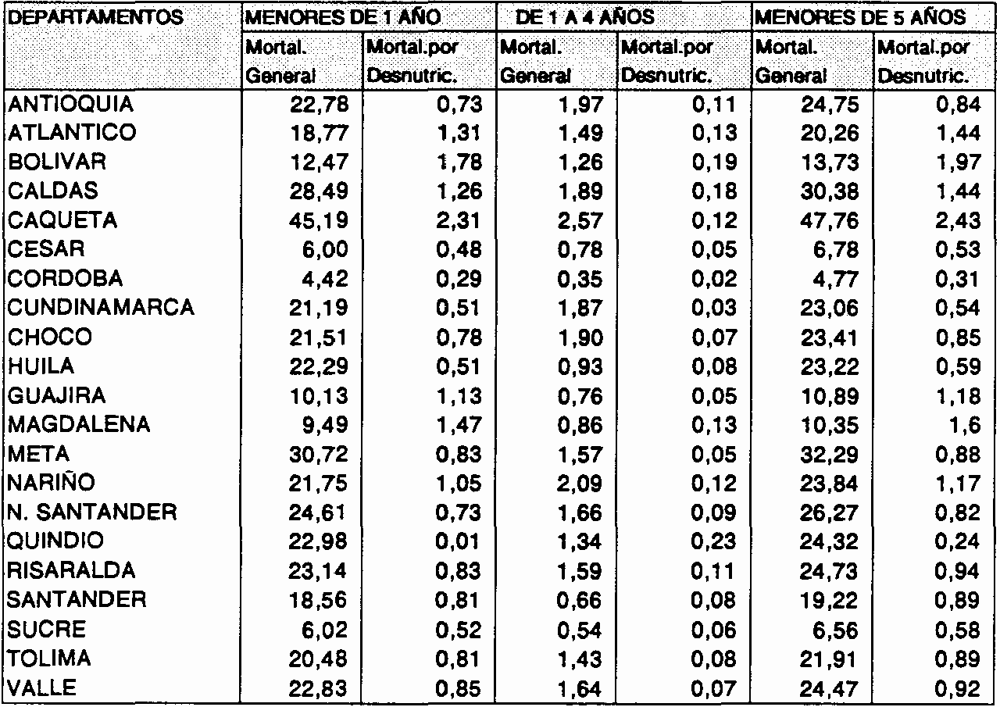 DEPARTAMENTOS MENORES DE 1 AÑO DE 1 A 4 AÑOS MENORES DE 5 AÑOS
Mortal. Mortal.por Mortal. Mortal.por Mortal. Mortal.por
General Desnutric. General Desnutric. General Desnutric.
ANTIOQUIA 22,78 0,73 1,97 0,11 24,75 0,84
ATLANTICO 18,77 1,31 1,49 0,13 20,26 1,44
BOLIVAR 12,47 1,78 1,26 0,19 13,73 1,97
CALDAS 28,49 1,26 1,89 0,18 30,38 1,44
CAQUETA 45,19 2,31 2,57 0,12 47,76 2,43
CESAR 6,00 0,48 0,78 0,05 6,78 0,53
CORDOBA 4,42 0,29 0,35 0,02 4,77 0,31
CUNDINAMARCA 21,19 0,51 1,87 0,03 23,06 0,54
CHOCO 21,51 0,78 1,90 0,07 23,41 0,85
HUILA 22,29 0,51 0,93 0,08 23,22 0,59
GUAJIRA 10,13 1,13 0,76 0,05 10,89 1,18
MAGDALENA 9,49 1,47 0,86 0,13 10,35 1,6
META 30,72 0,83 1,57 0,05 32,29 0,88
NARIÑO 21,75 1,05 2,09 0,12 23,84 1,17
N. SANTANDER 24,61 0,73 1,66 0,09 26,27 0,82
QUINDIO 22,98 0,01 1,34 0,23 24,32 0,24
RISARALDA 23,14 0,83 1,59 0,11 24,73 0,94
SANTANDER 18,56 0,81 0,66 0,08 19,22 0,89
SUCRE 6,02 0,52 0,54 0,06 6,56 0,58
TOLIMA 20,48 0,81 1,43 0,08 21,91 0,89
VALLE 22,83 0,85 1,64 0,07 24,47 0,92